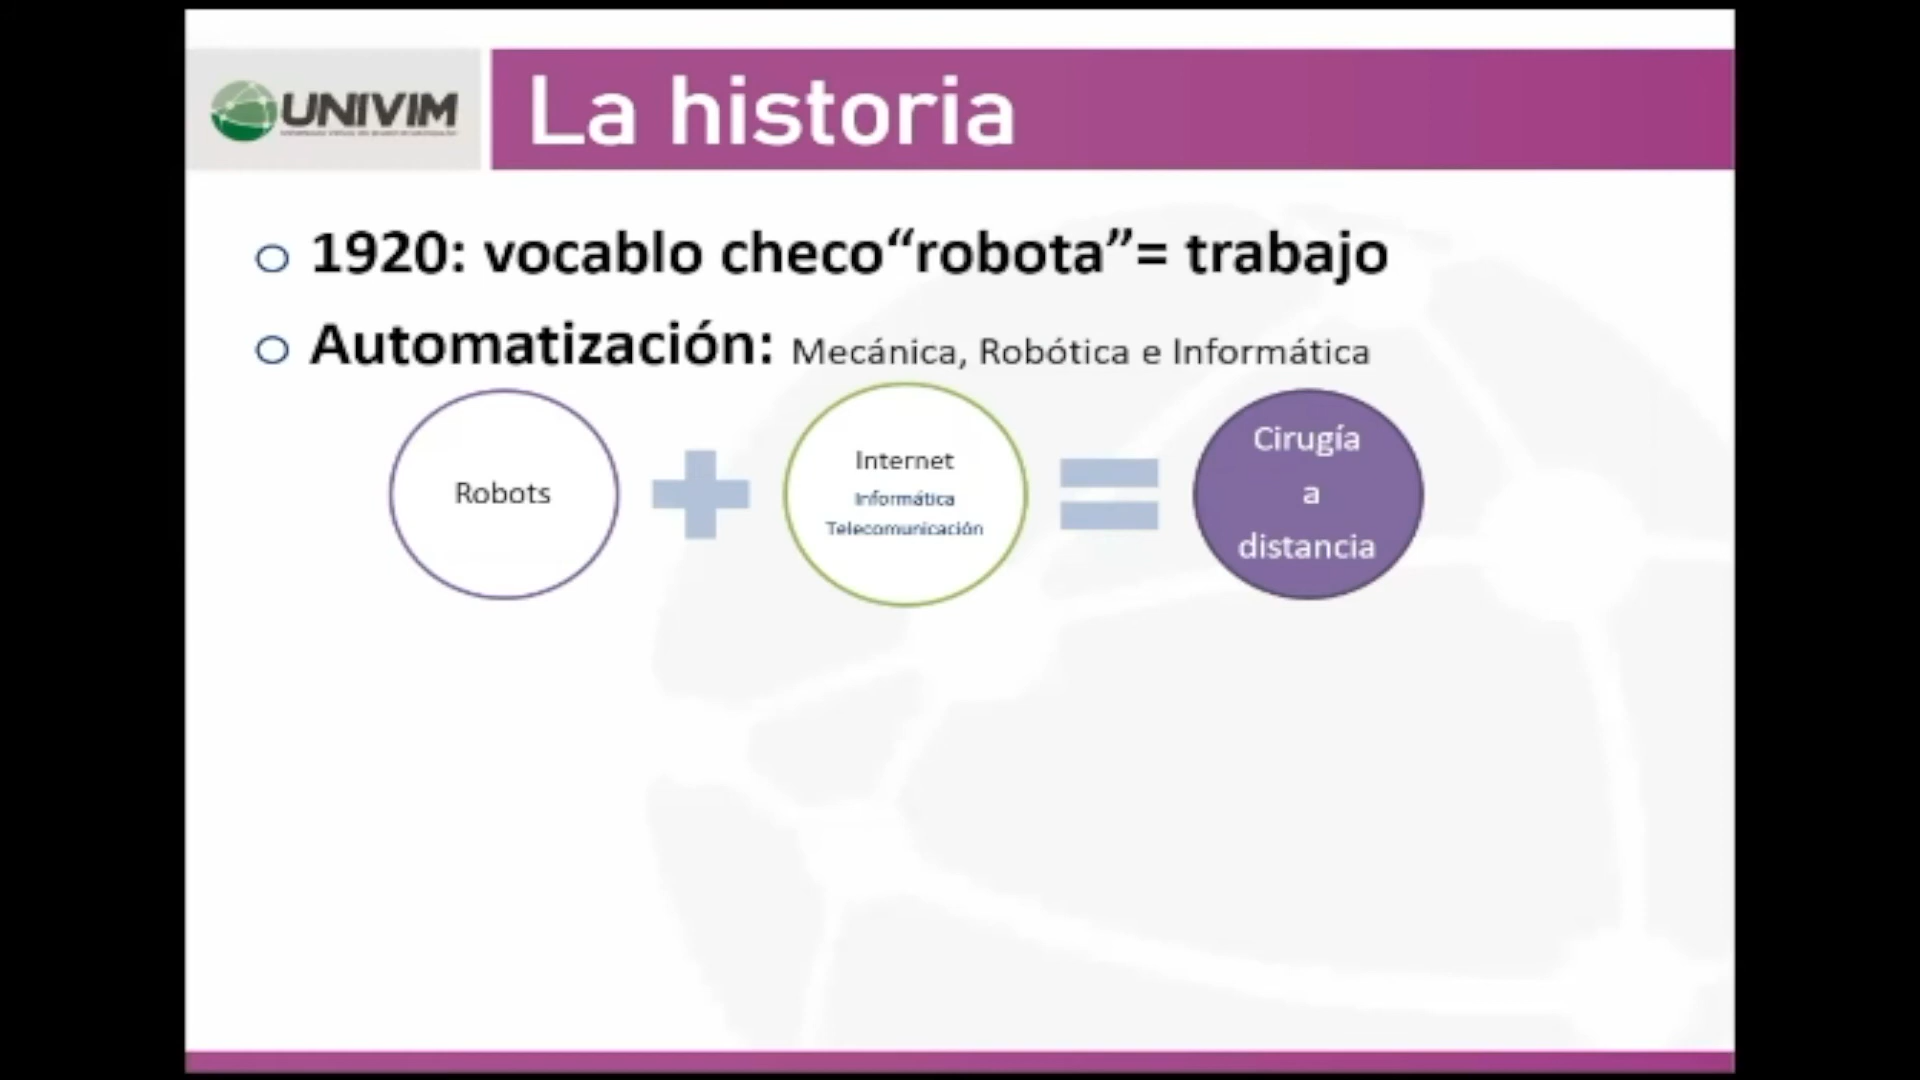 UNIVIM
La historia
1920: vocablo checo“robota”= trabajo
Automatización: Mecánica, Robótica e Informática
Robots
Internet
Informática
Telecomunicación
Cirugía
a
distancia